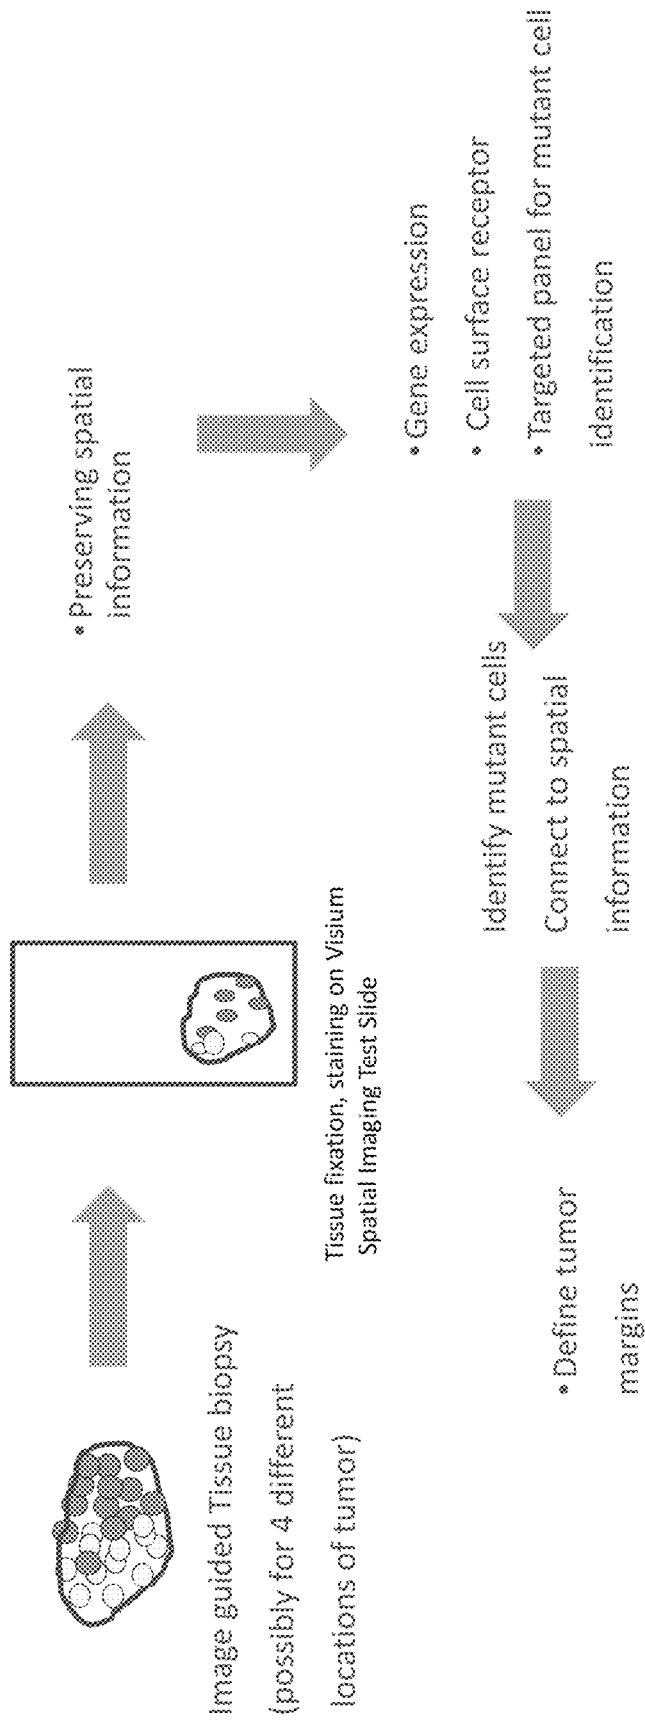 Image guided Tissue biopsy
(possibly for 4 different
locations of tumor)
Tissue fixation, staining on Visium
Spatial Imaging Test Slide
• Preserving spatial
information
• Gene expression
• Cell surface receptor
• Targeted panel for mutant cell
identification
Identify mutant cells
Connect to spatial
information
• Define tumor
margins